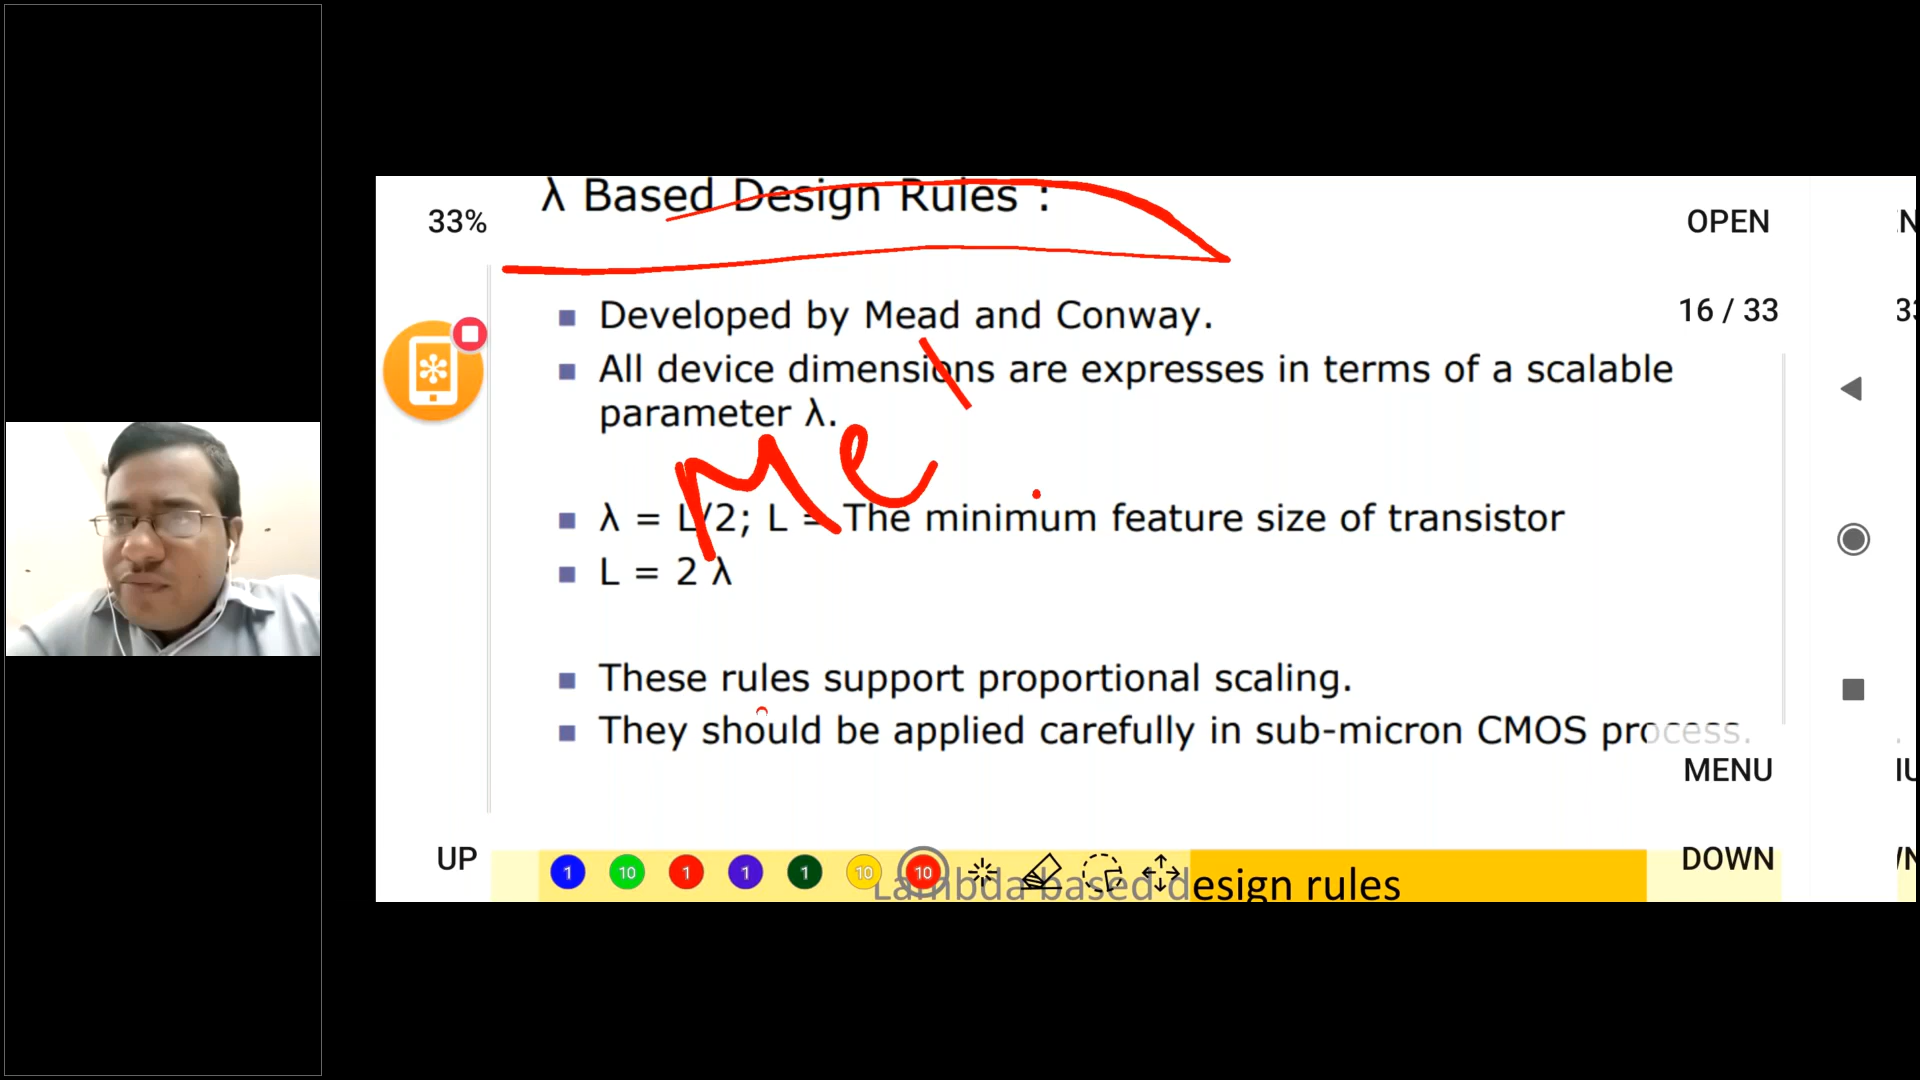 λ Based Design Rules :
33%
OPEN
Developed by Mead and Conway.
16 / 33
All device dimensions are expresses in terms of a scalable
parameter λ.
Me
λ = L/2; L = The minimum feature size of transistor
L = 2 λ
These rules support proportional scaling.
They should be applied carefully in sub-micron CMOS process.
MENU
UP
1 10 1 1 1 10 10
DOWN
Lambda based design rules